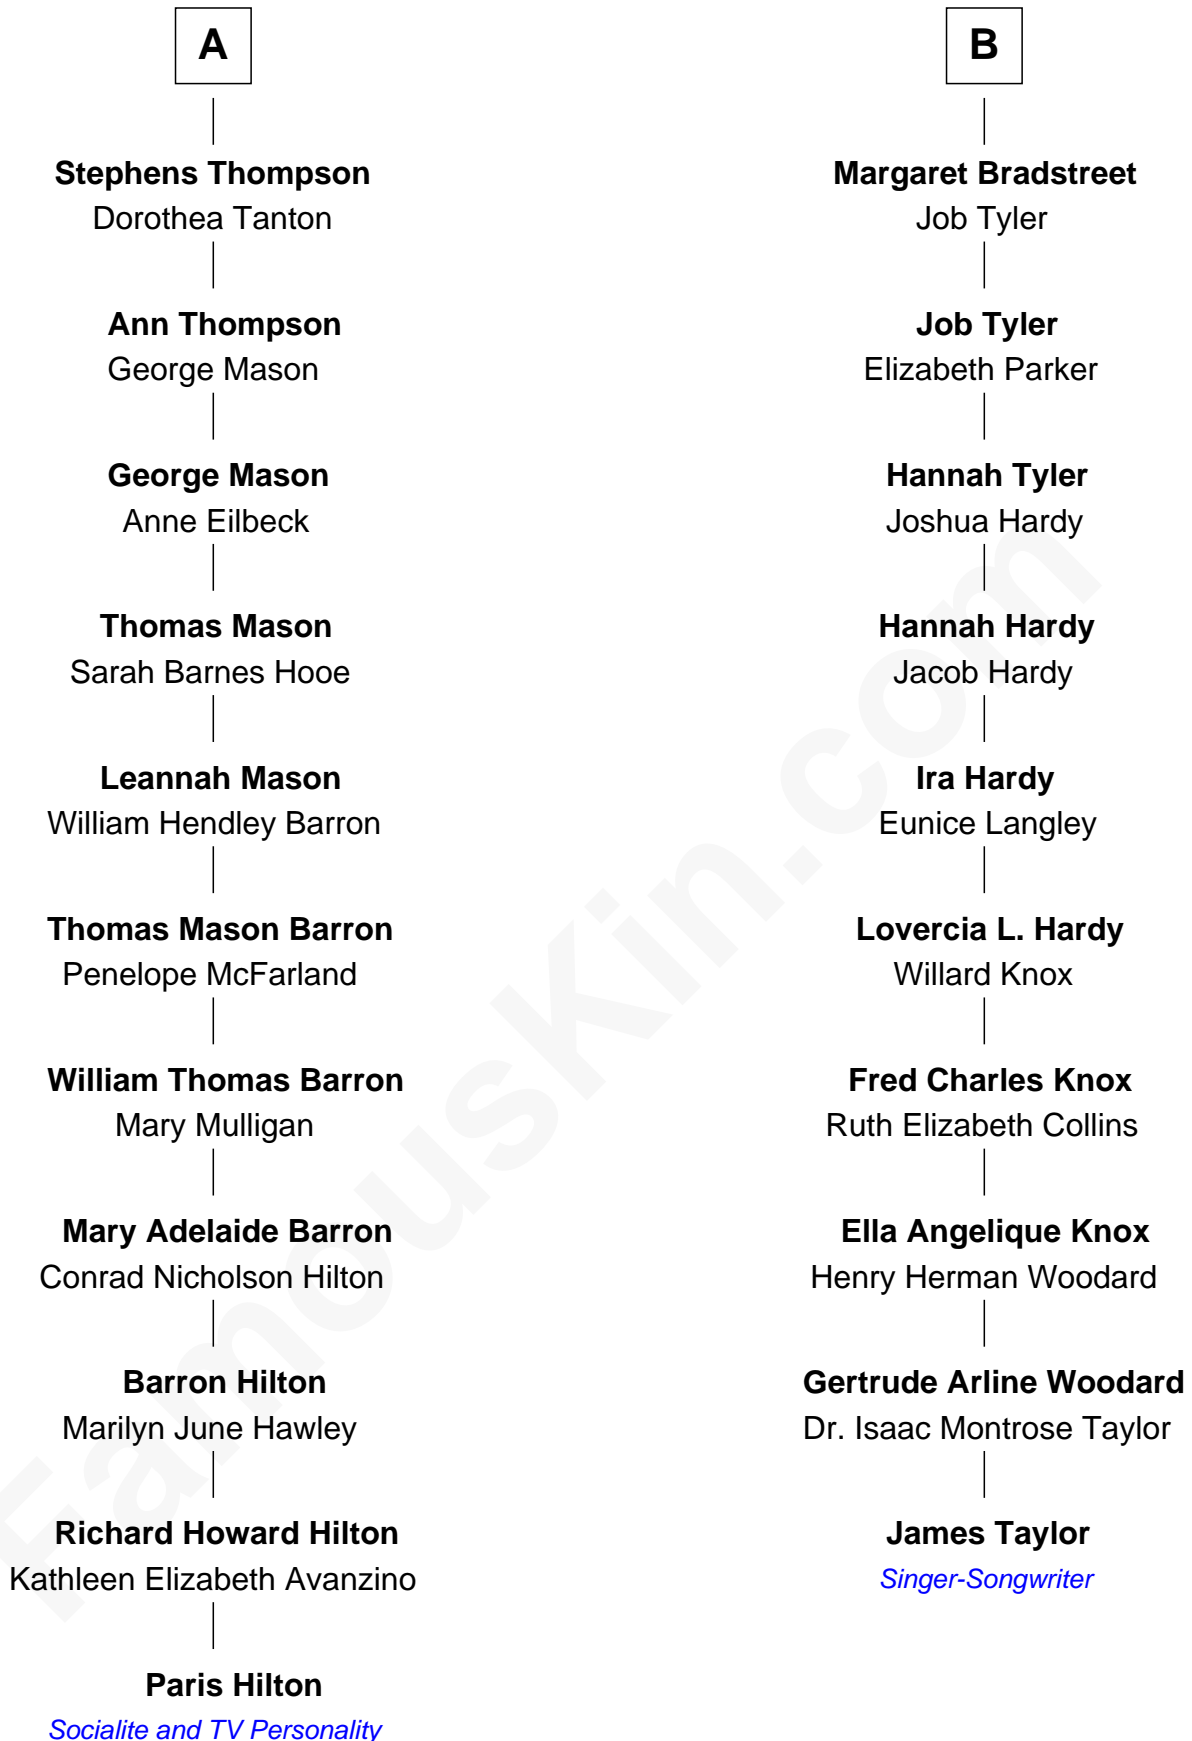 A
Stephens Thompson
Dorothea Tanton
Ann Thompson
George Mason
George Mason
Anne Eilbeck
Thomas Mason
Sarah Barnes Hooe
Leannah Mason
William Hendley Barron
Thomas Mason Barron
Penelope McFarland
William Thomas Barron
Mary Mulligan
Mary Adelaide Barron
Conrad Nicholson Hilton
Barron Hilton
Marilyn June Hawley
Richard Howard Hilton
Kathleen Elizabeth Avanzino
Paris Hilton
Socialite and TV Personality
B
Margaret Bradstreet
Job Tyler
Job Tyler
Elizabeth Parker
Hannah Tyler
Joshua Hardy
Hannah Hardy
Jacob Hardy
Ira Hardy
Eunice Langley
Lovercia L. Hardy
Willard Knox
Fred Charles Knox
Ruth Elizabeth Collins
Ella Angelique Knox
Henry Herman Woodard
Gertrude Arline Woodard
Dr. Isaac Montrose Taylor
James Taylor
Singer-Songwriter
FamousKin.com